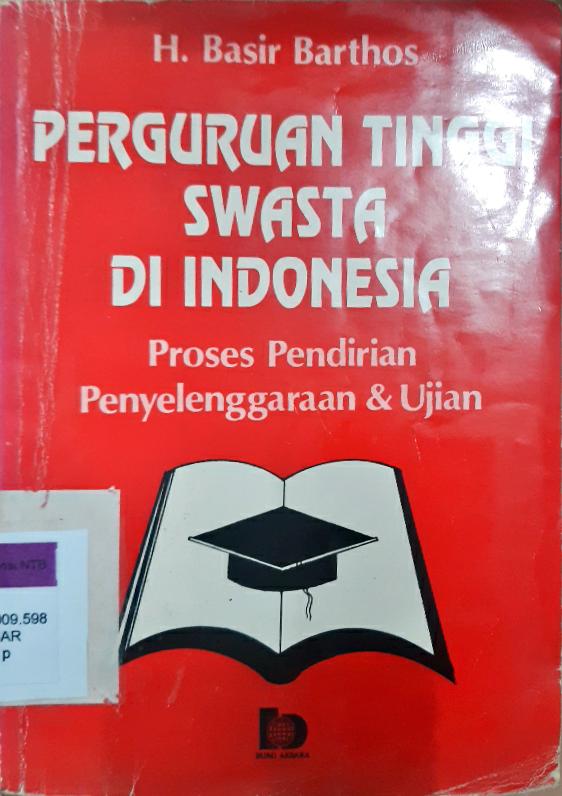 H. Basir Barthos
PERGURUAN TINGGI
SWASTA
DI INDONESIA
Proses Pendirian
Penyelenggaraan & Ujian
NTB
009.598
AR
p
BUMI AKSARA